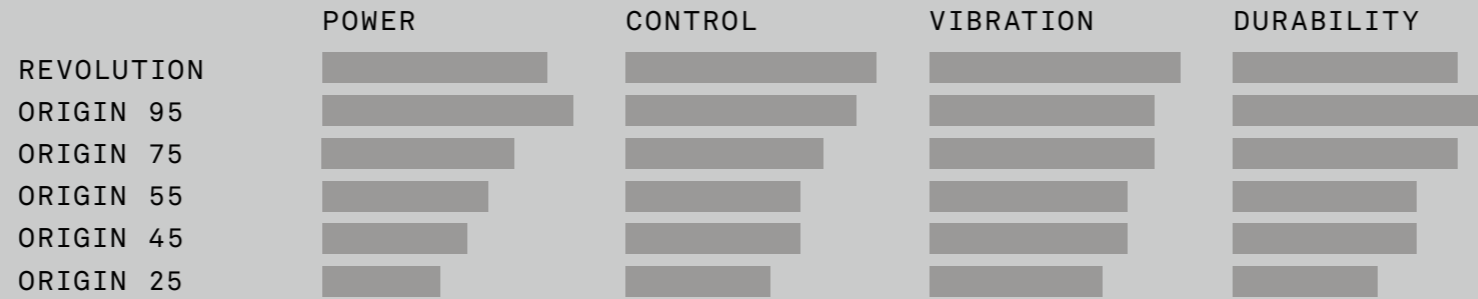 POWER CONTROL VIBRATION DURABILITY
REVOLUTION
ORIGIN 95
ORIGIN 75
ORIGIN 55
ORIGIN 45
ORIGIN 25